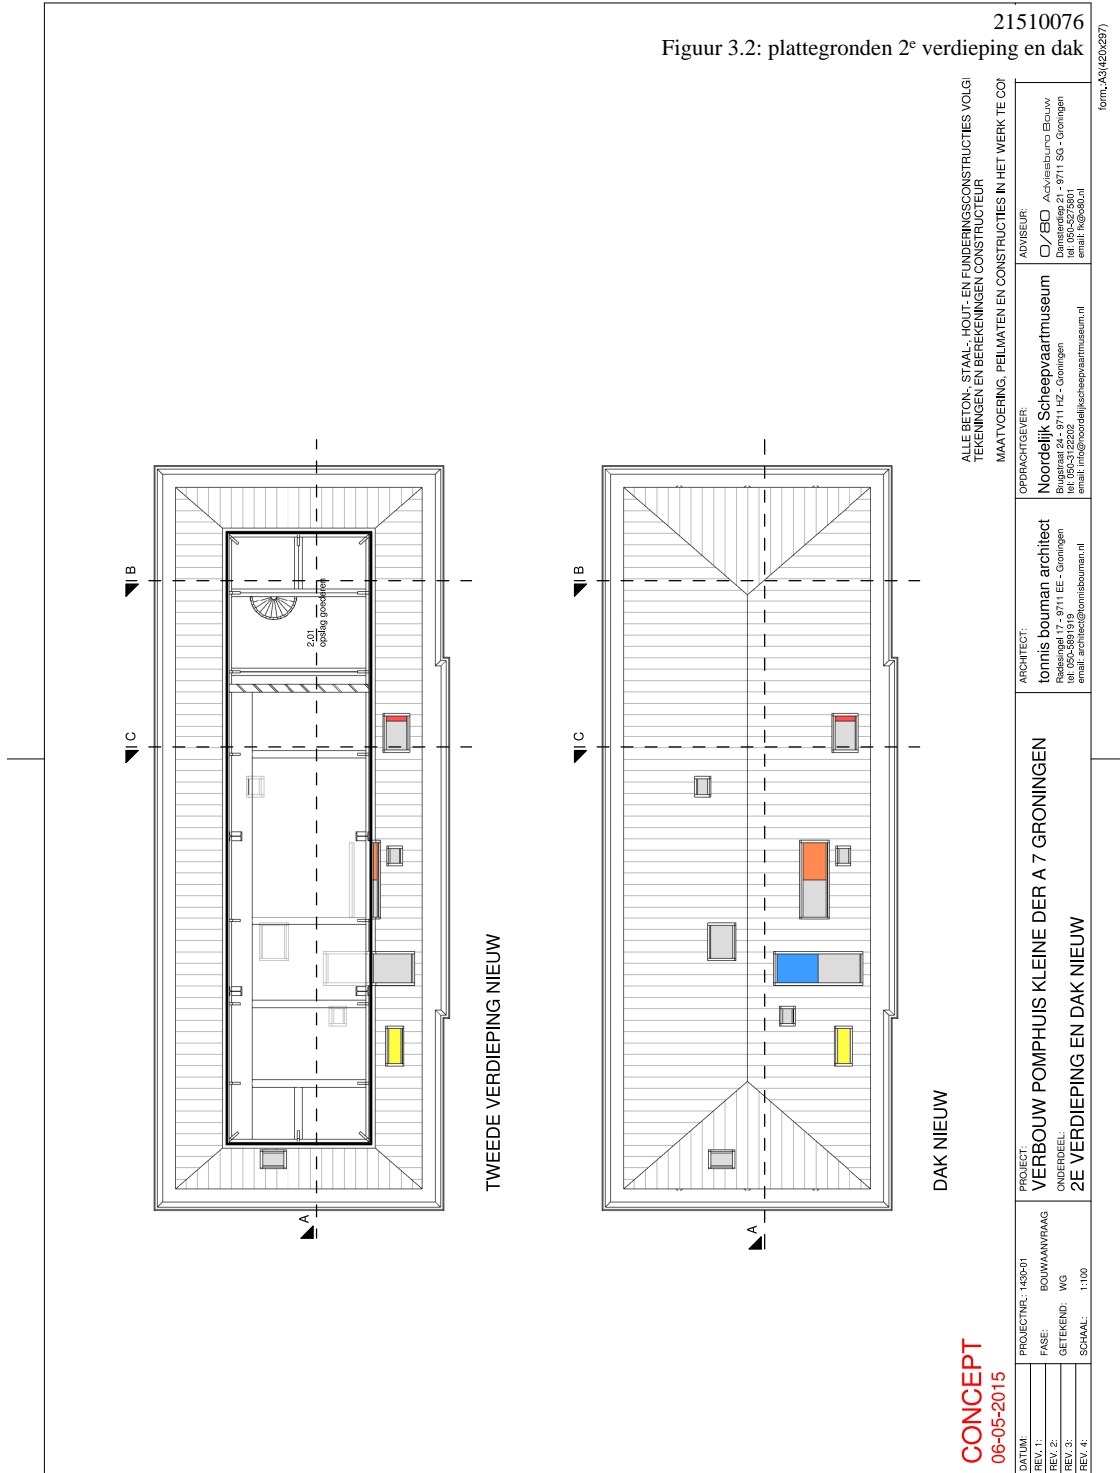 21510076
Figuur 3.2: plattegronden 2e verdieping en dak
form.:A3(420x297)
ALLE BETON-, STAAL-, HOUT- EN FUNDERINGSCONSTRUCTIES VOLG
TEKENINGEN EN BEREKENINGEN CONSTRUCTEUR
MAATVOERING, PEILMATEN EN CONSTRUCTIES IN HET WERK TE
B
C
A
2.01
opslag goederen
TWEEDE VERDIEPING NIEUW
B
C
A
DAK NIEUW
CONCEPT
06-05-2015
DATUM:
REV. 1:
REV. 2:
REV. 3:
REV. 4:
PROJECTNR.: 1430-01
FASE: BOUWAANVRAAG
GETEKEND: WG
SCHAAL: 1:100
PROJECT:
VERBOUW POMPHUIS KLEINE DER A 7 GRONINGEN
ONDERDEEL:
2E VERDIEPING EN DAK NIEUW
ARCHITECT:
tonnis bouman architect
Radesingel 17 - 9711 EE - Groningen
tel: 050-5891919
email: architect@tonnisbouman.nl
OPDRACHTGEVER:
Noordelijk Scheepvaartmuseum
Brugstraat 24 - 9711 HZ - Groningen
tel: 050-3122202
email: info@noordelijkscheepvaartmuseum.nl
ADVISEUR:
O/80 Adviesburo Bouw
Damsterdiep 21 - 9711 SG - Groningen
tel: 050-5275801
email: fk@o80.nl